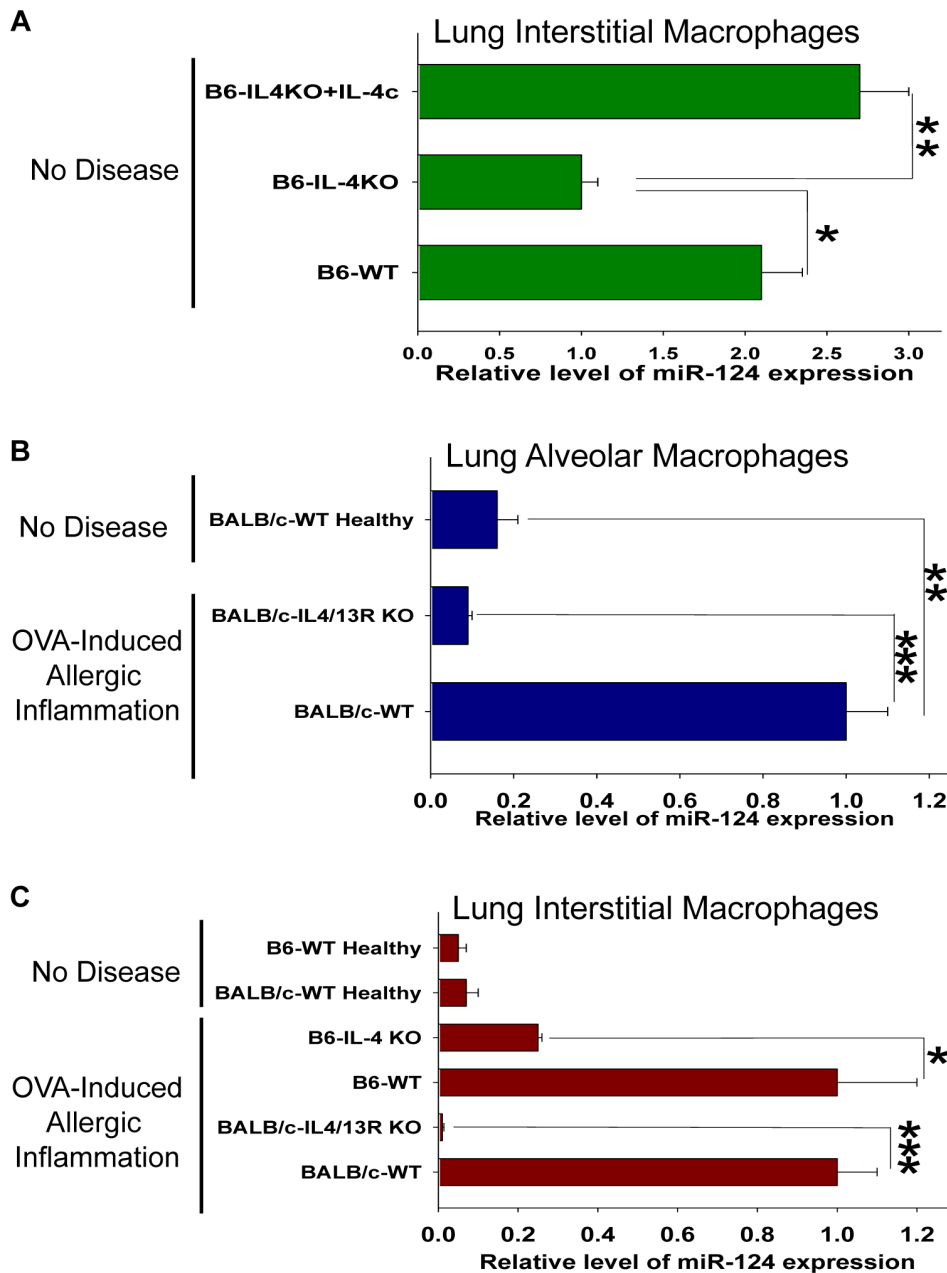 A
Lung Interstitial Macrophages
B6-IL4KO+IL-4c
No Disease
B6-IL-4KO
B6-WT
**
*
0.0 0.5 1.0 1.5 2.0 2.5 3.0
Relative level of miR-124 expression
B
Lung Alveolar Macrophages
No Disease
BALB/c-WT Healthy
BALB/c-IL4/13R KO
OVA-Induced
Allergic
Inflammation
BALB/c-WT
**
***
0.0 0.2 0.4 0.6 0.8 1.0 1.2
Relative level of miR-124 expression
C
Lung Interstitial Macrophages
No Disease
B6-WT Healthy
BALB/c-WT Healthy
B6-IL-4 KO
B6-WT
OVA-Induced
Allergic
Inflammation
BALB/c-IL4/13R KO
BALB/c-WT
*
***
0.0 0.2 0.4 0.6 0.8 1.0 1.2
Relative level of miR-124 expression